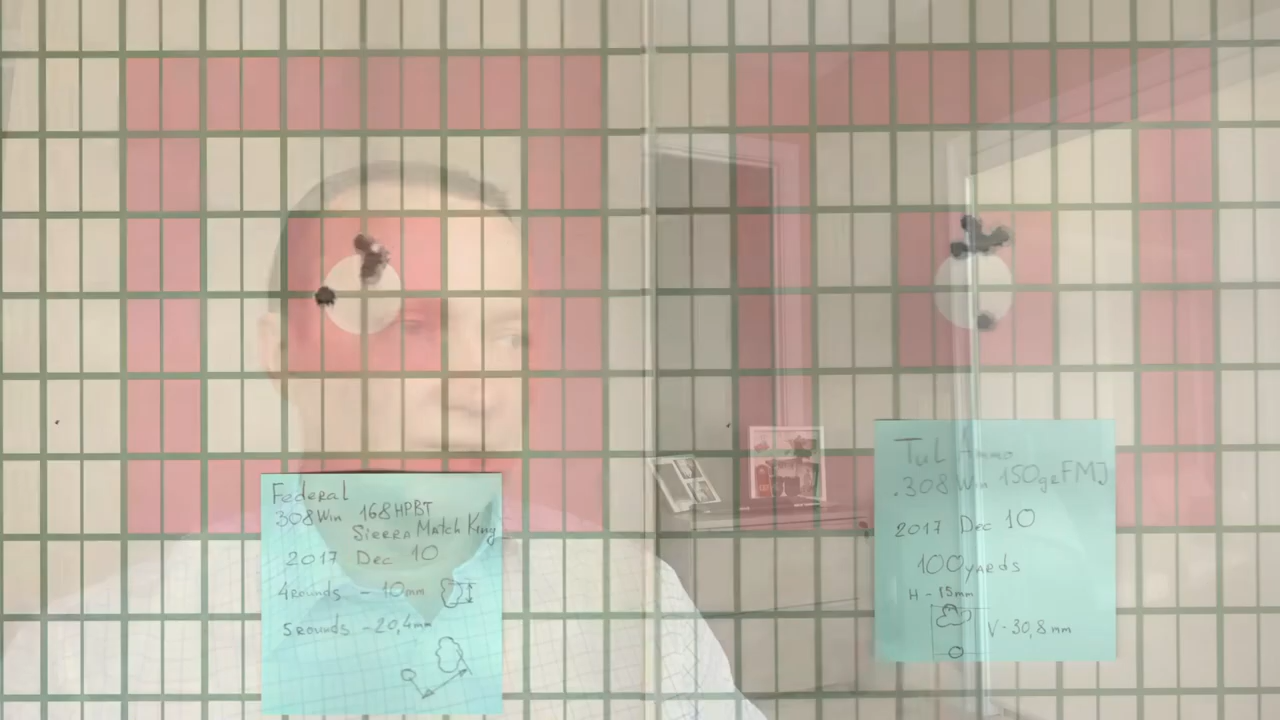 Federal
308Win 168HPBT
Sierra Match King
2017 Dec 10
4Rounds - 10mm
5Rounds - 20,4mm
Tul Ammo
.308 Win 150gr FMJ
2017 Dec 10
100yards
H - 15mm
V - 30,8 mm